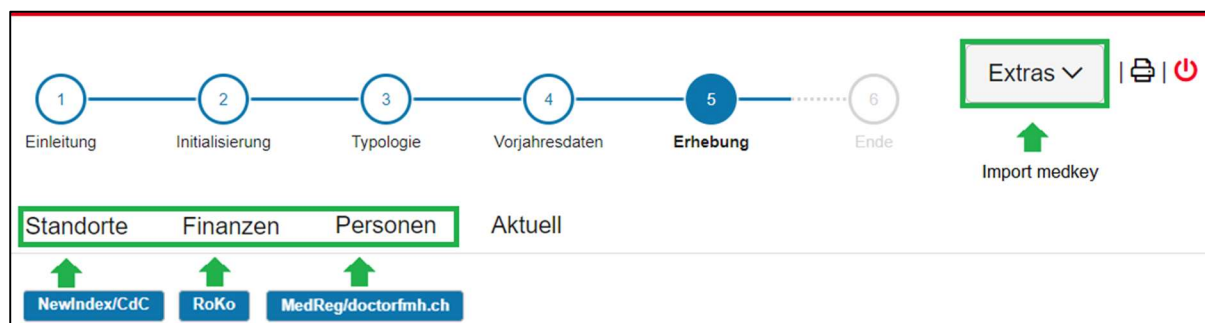 Extras
1 2 3 4 5 6
Einleitung Initialisierung Typologie Vorjahresdaten Erhebung Ende
Import medkey
Standorte Finanzen Personen Aktuell
NewIndex/CdC RoKo MedReg/doctorfmh.ch